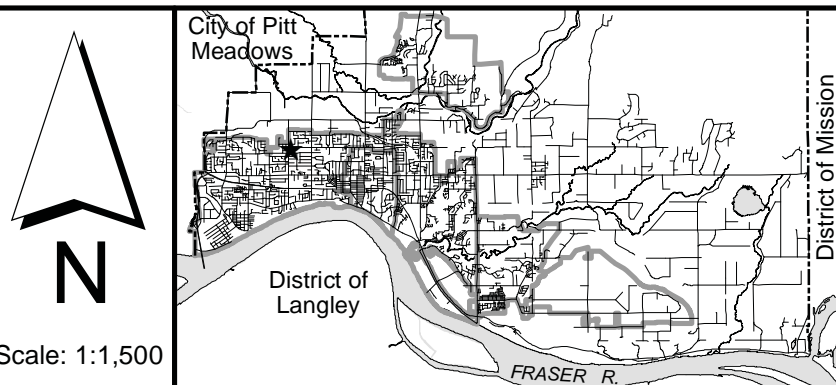 N
Scale: 1:1,500
City of Pitt
Meadows
District of
Langley
FRASER R.
District of Mission